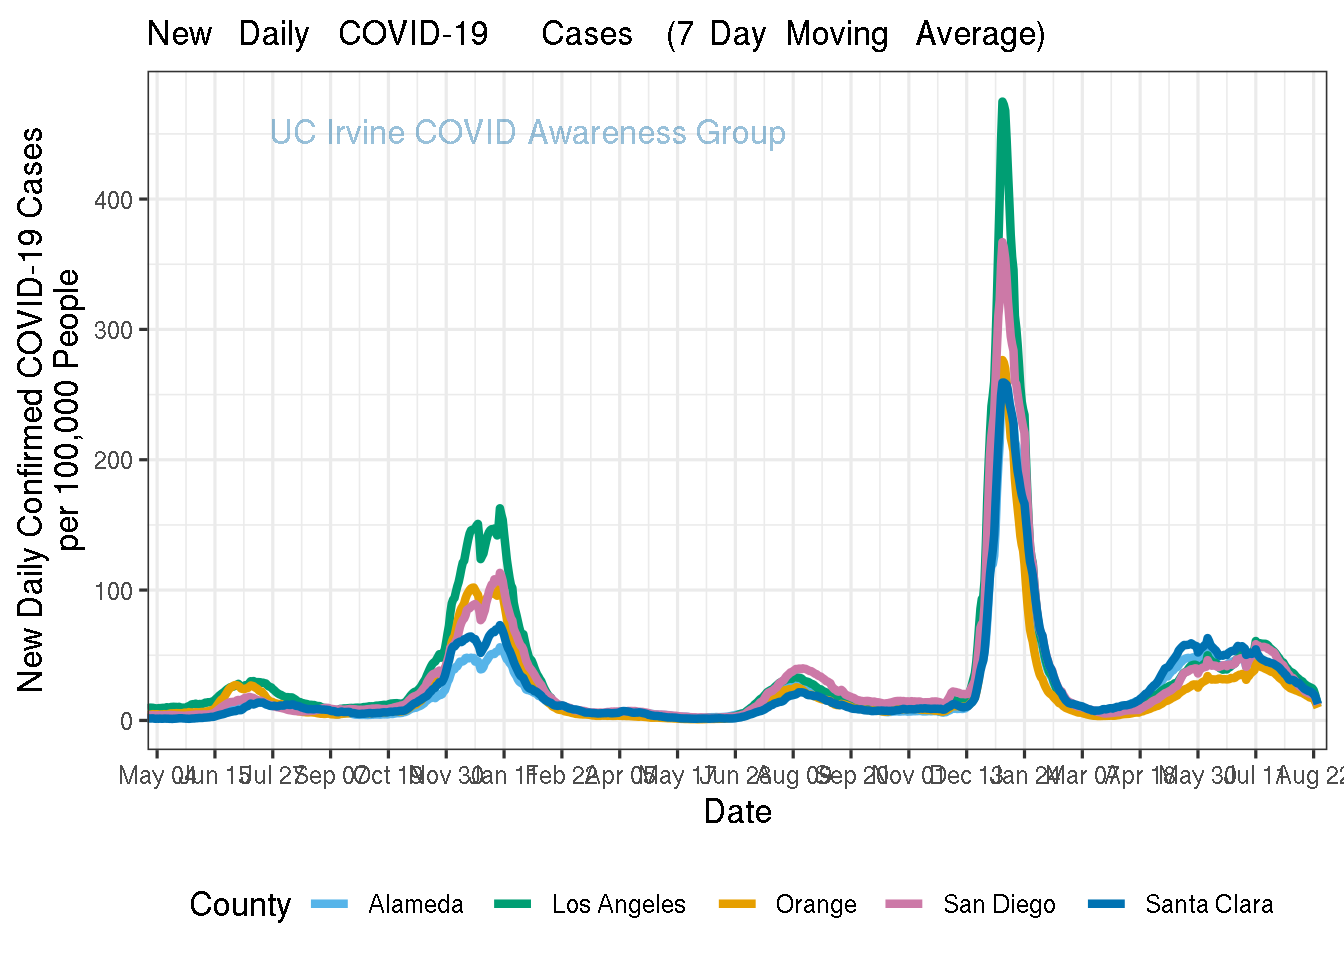 New Daily COVID-19 Cases (7 Day Moving Average)
UC Irvine COVID Awareness Group
New Daily Confirmed COVID-19 Cases
per 100,000 People
400
300
200
100
0
May 04 Jun 15 Jul 27 Sep 07 Oct 19 Nov 30 Jan 11 Feb 22 Apr 05 May 17 Jun 28 Aug 09 Sep 20 Nov 01 Dec 13 Jan 24 Mar 07 Apr 18 May 30 Jul 11 Aug 22
Date
County Alameda Los Angeles Orange San Diego Santa Clara